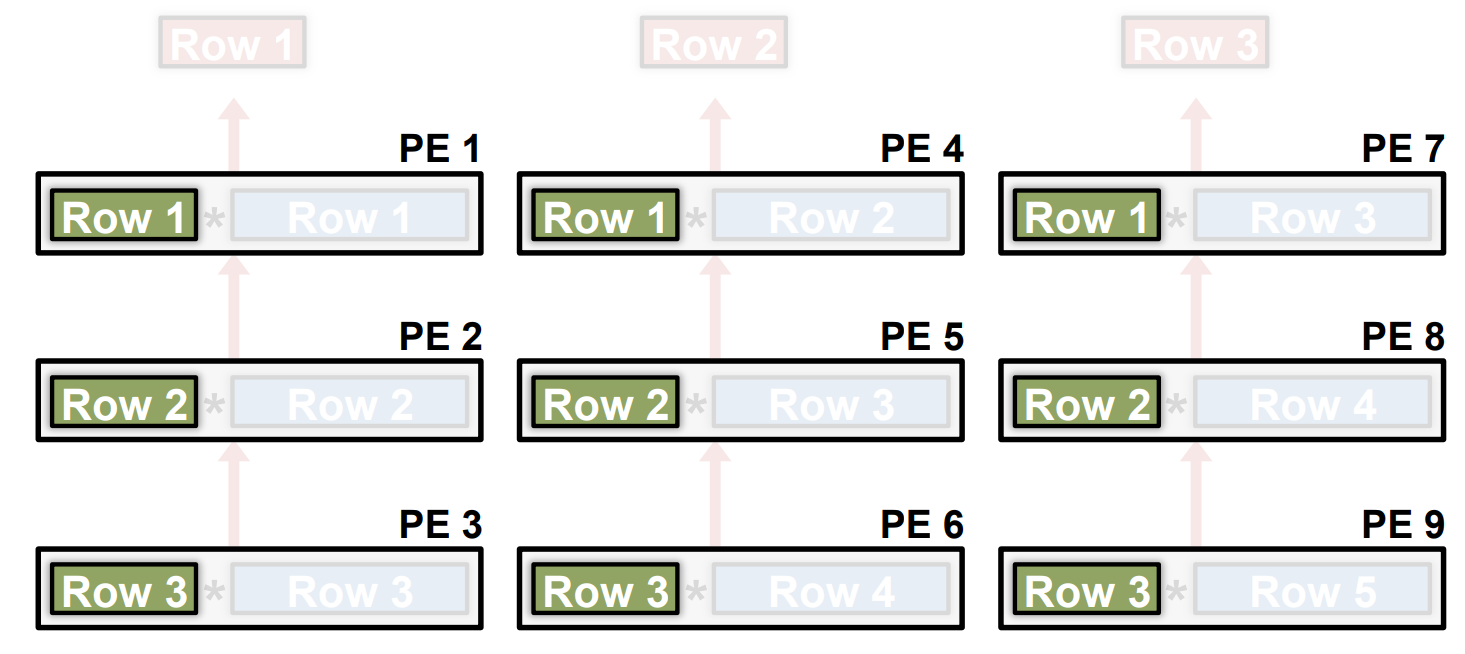 Row 1 Row 2 Row 3
PE 1 PE 4 PE 7
Row 1 * Row 1 Row 1 * Row 2 Row 1 * Row 3
PE 2 PE 5 PE 8
Row 2 * Row 2 Row 2 * Row 3 Row 2 * Row 4
PE 3 PE 6 PE 9
Row 3 * Row 3 Row 3 * Row 4 Row 3 * Row 5